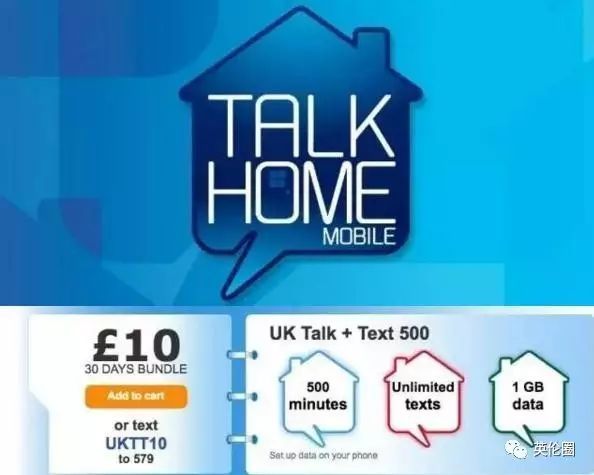 TALK
HOME
MOBILE
£10
30 DAYS BUNDLE
Add to cart
or text
UKTT10
to 579
UK Talk + Text 500
500
minutes
Unlimited
texts
1 GB
data
Set up data on your phone
英伦圈